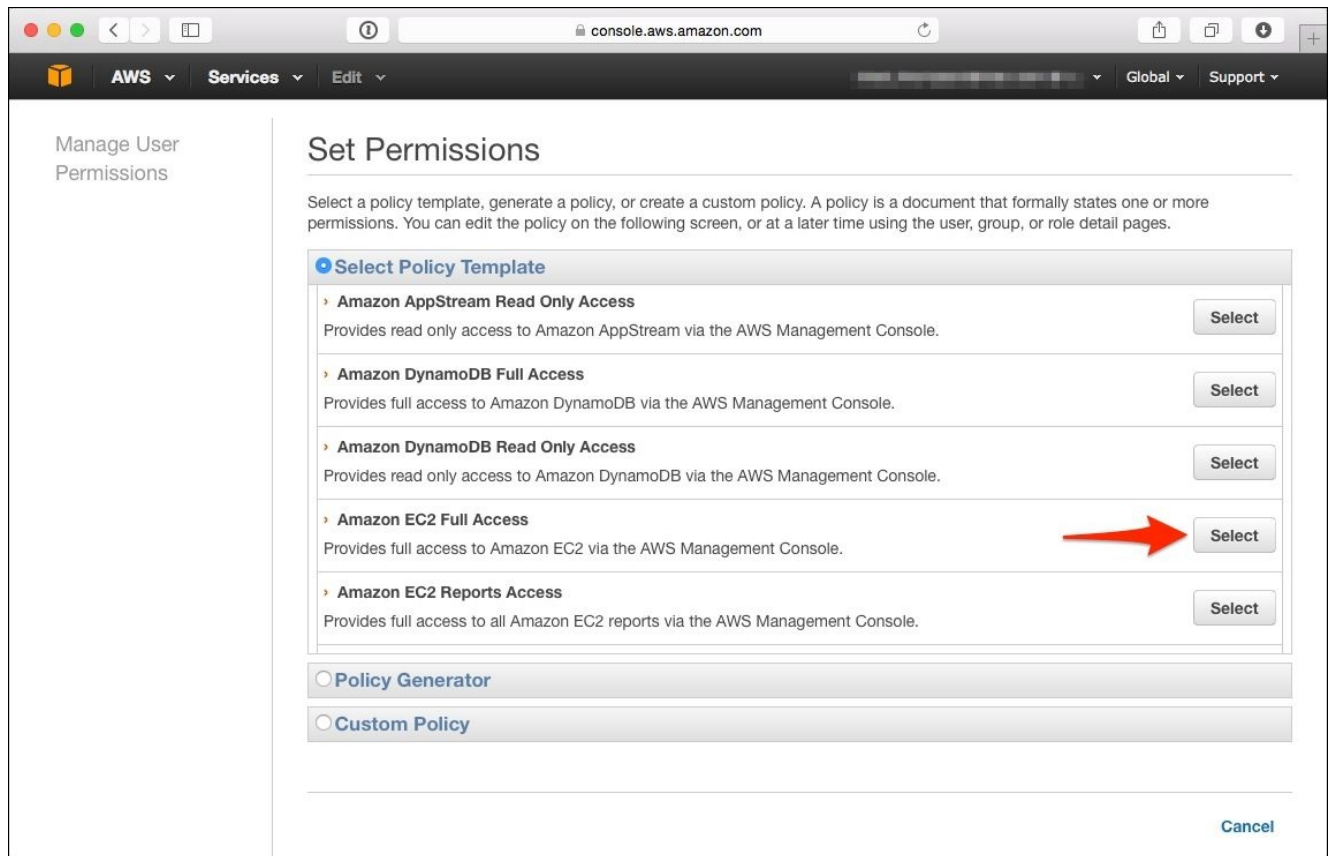 console.aws.amazon.com
AWS Services Edit Global Support
Manage User
Permissions
Set Permissions
Select a policy template, generate a policy, or create a custom policy. A policy is a document that formally states one or more
permissions. You can edit the policy on the following screen, or at a later time using the user, group, or role detail pages.
Select Policy Template
Amazon AppStream Read Only Access
Provides read only access to Amazon AppStream via the AWS Management Console.
Select
Amazon DynamoDB Full Access
Provides full access to Amazon DynamoDB via the AWS Management Console.
Select
Amazon DynamoDB Read Only Access
Provides read only access to Amazon DynamoDB via the AWS Management Console.
Select
Amazon EC2 Full Access
Provides full access to Amazon EC2 via the AWS Management Console.
Select
Amazon EC2 Reports Access
Provides full access to all Amazon EC2 reports via the AWS Management Console.
Select
Policy Generator
Custom Policy
Cancel